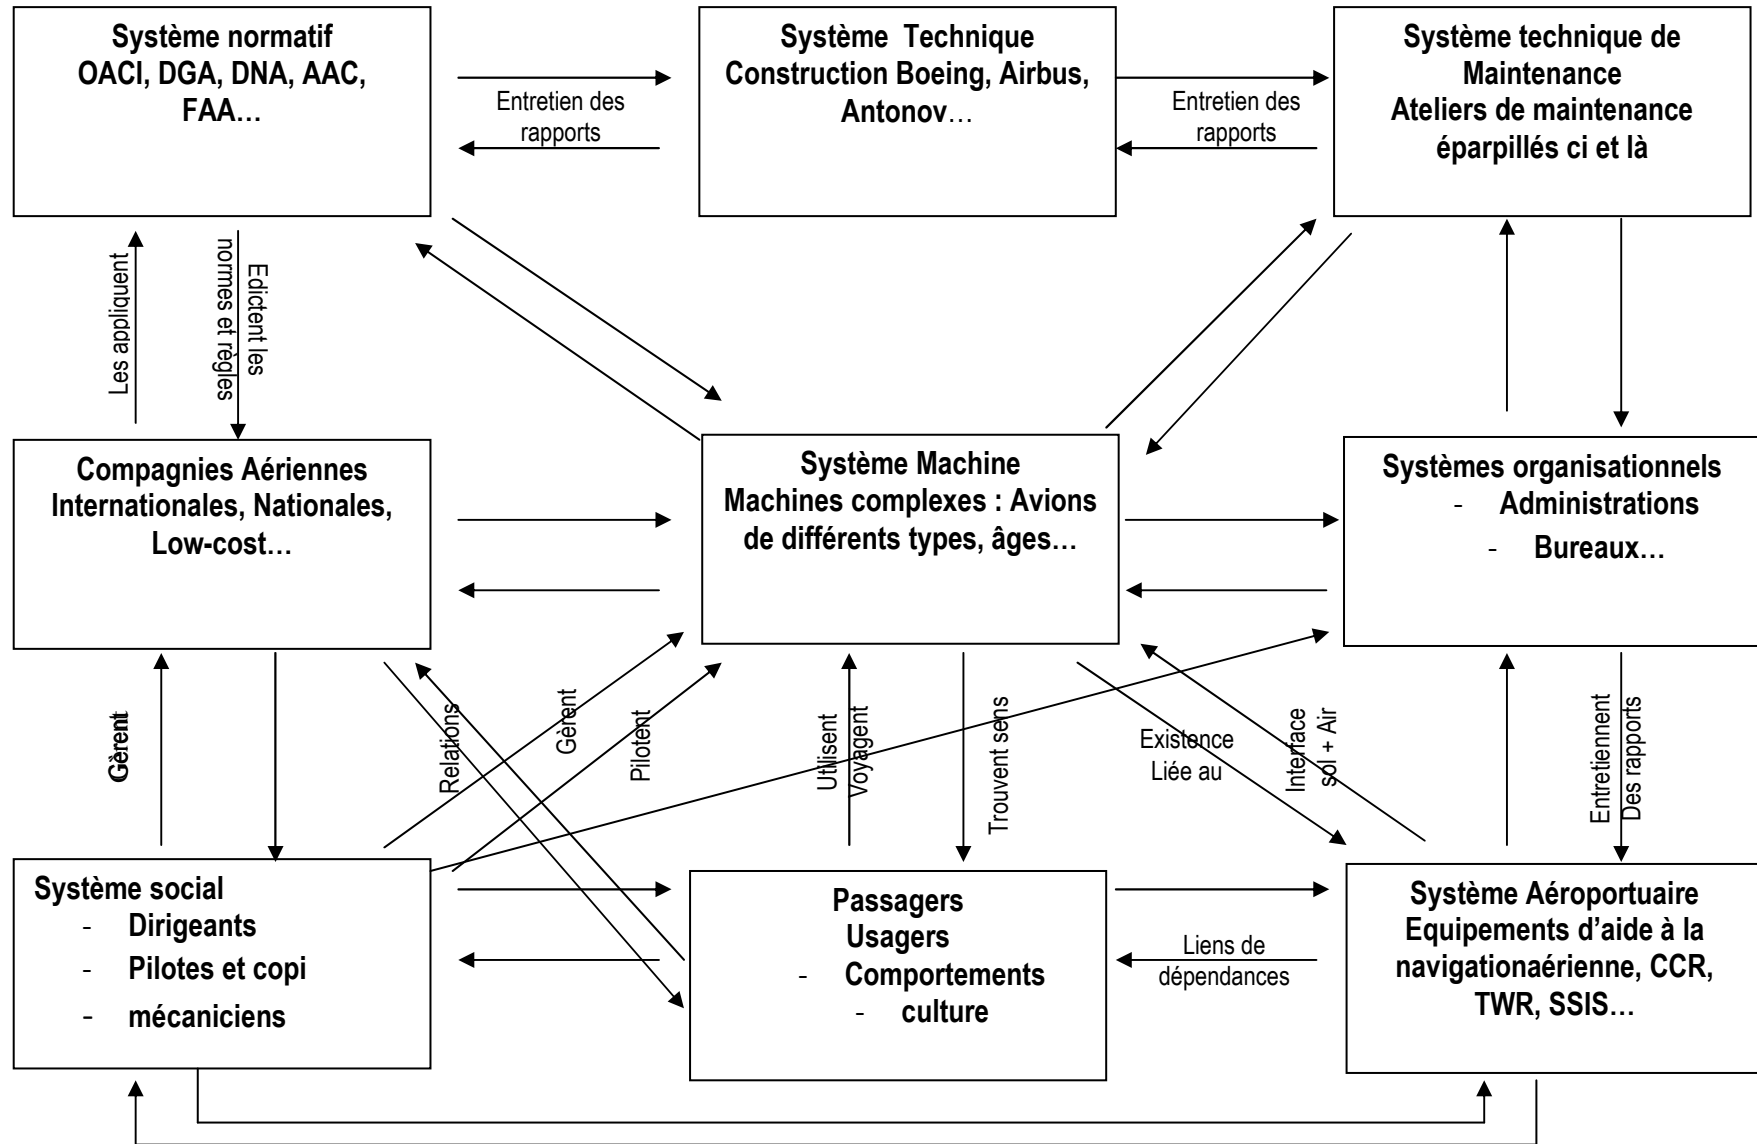 Système normatif
OACI, DGA, DNA, AAC,
FAA…
Entretien des
rapports
Système Technique
Construction Boeing, Airbus,
Antonov…
Entretien des
rapports
Système technique de
Maintenance
Ateliers de maintenance
éparpillés ci et là
Les appliquent
Edictent les
normes et règles
Compagnies Aériennes
Internationales, Nationales,
Low-cost…
Système Machine
Machines complexes : Avions
de différents types, âges…
Systèmes organisationnels
- Administrations
- Bureaux…
Gèrent
Relations
Gèrent
Pilotent
Utilisent
Voyagent
Trouvent sens
Existence
Liée au
Interface
sol + Air
Entretiennent
Des rapports
Système social
- Dirigeants
- Pilotes et copi
- mécaniciens
Passagers
Usagers
- Comportements
- culture
Liens de
dépendances
Système Aéroportuaire
Equipements d’aide à la
navigationaérienne, CCR,
TWR, SSIS…